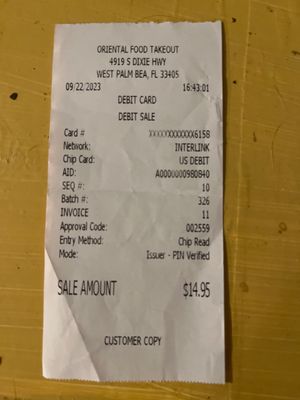 ORIENTAL FOOD TAKEOUT
4919 S DIXIE HWY
WEST PALM BEA, FL 33405
09/22/2023 16:43:01
DEBIT CARD
DEBIT SALE
Card # XXXXXXXXXXXX6158
Network: INTERLINK
Chip Card: US DEBIT
AID: A0000000980840
SEQ #: 10
Batch #: 326
INVOICE 11
Approval Code: 002559
Entry Method: Chip Read
Mode: Issuer - PIN Verified
SALE AMOUNT $14.95
CUSTOMER COPY